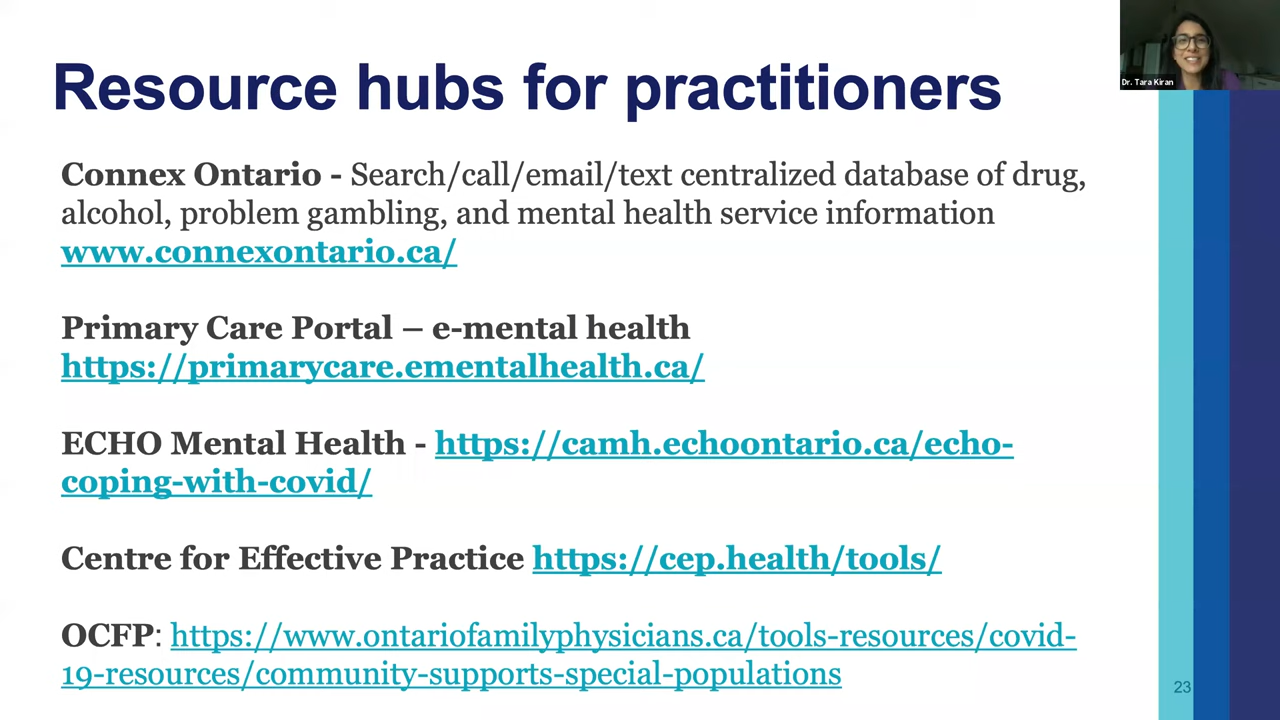 Resource hubs for practitioners
Dr. Tara Kiran
Connex Ontario - Search/call/email/text centralized database of drug,
alcohol, problem gambling, and mental health service information
www.connexontario.ca/
Primary Care Portal – e-mental health
https://primarycare.ementalhealth.ca/
ECHO Mental Health - https://camh.echoontario.ca/echo-
coping-with-covid/
Centre for Effective Practice https://cep.health/tools/
OCFP: https://www.ontariofamilyphysicians.ca/tools-resources/covid-
19-resources/community-supports-special-populations
23